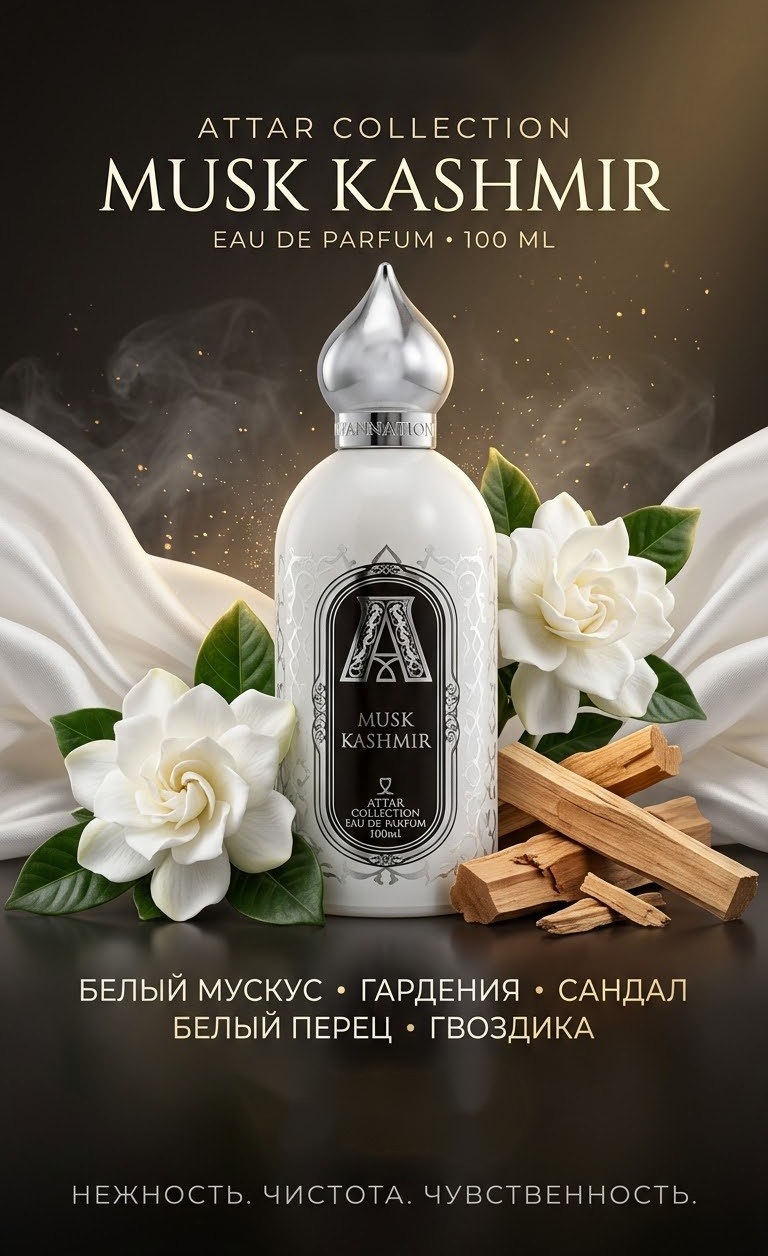 ATTAR COLLECTION
MUSK KASHMIR
EAU DE PARFUM • 100 ML
FANNATION
A
MUSK
KASHMIR
ATTAR
COLLECTION
EAU DE PARFUM
100ml
БЕЛЫЙ МУСКУС • ГАРДЕНИЯ • САНДАЛ
БЕЛЫЙ ПЕРЕЦ • ГВОЗДИКА
НЕЖНОСТЬ. ЧИСТОТА. ЧУВСТВЕННОСТЬ.